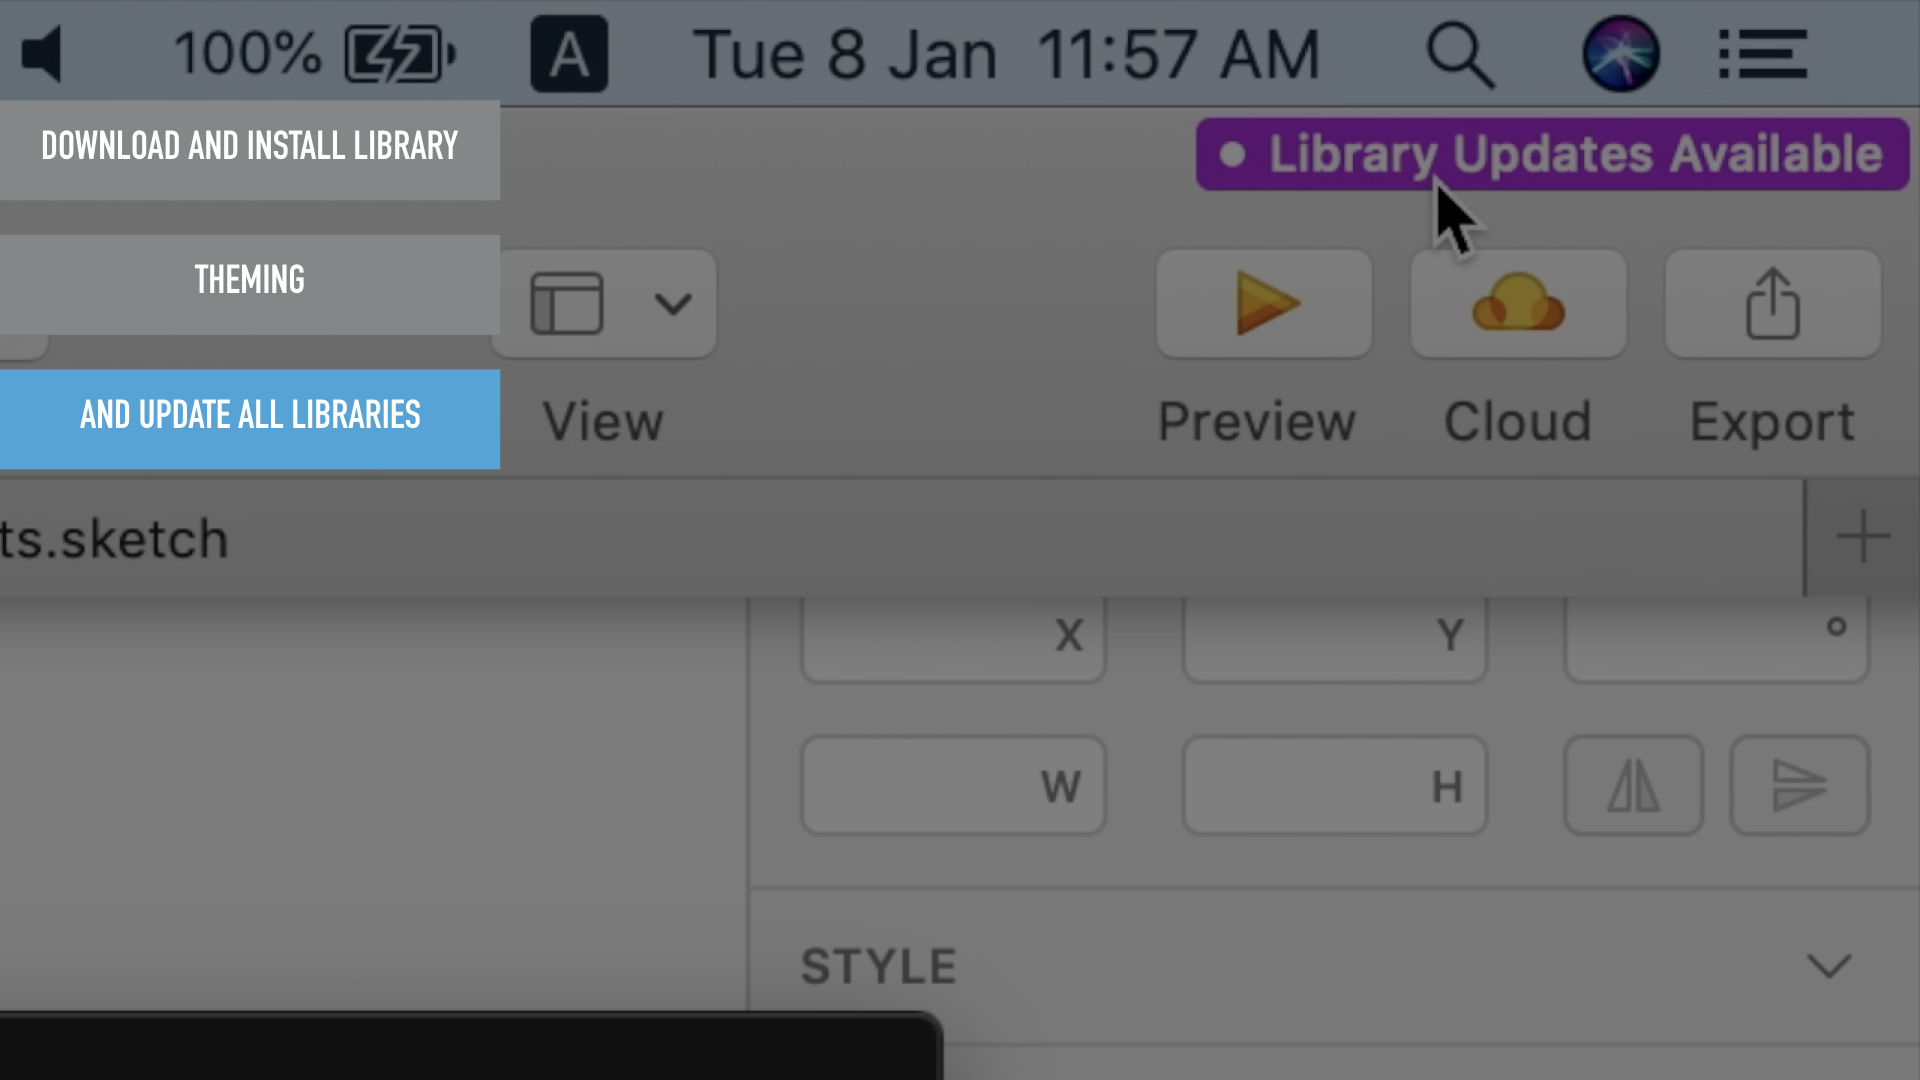 100% A Tue 8 Jan 11:57 AM
DOWNLOAD AND INSTALL LIBRARY
Library Updates Available
THEMING
AND UPDATE ALL LIBRARIES
View Preview Cloud Export
ts.sketch
X Y °
W H
STYLE